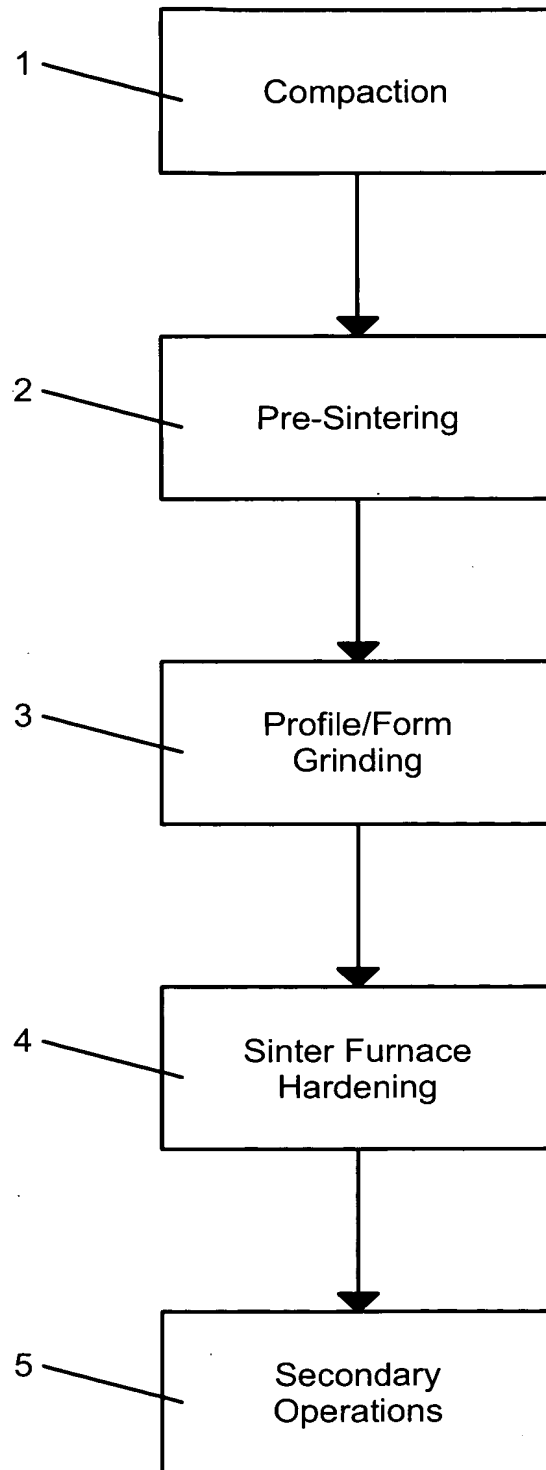 1
Compaction
2
Pre-Sintering
3
Profile/Form
Grinding
4
Sinter Furnace
Hardening
5
Secondary
Operations